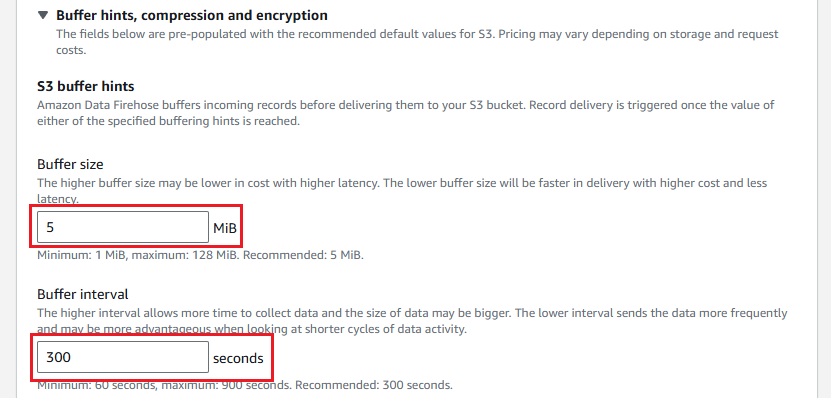 ▼ Buffer hints, compression and encryption
The fields below are pre-populated with the recommended default values for S3. Pricing may vary depending on storage and request
costs.
S3 buffer hints
Amazon Data Firehose buffers incoming records before delivering them to your S3 bucket. Record delivery is triggered once the value of
either of the specified buffering hints is reached.
Buffer size
The higher buffer size may be lower in cost with higher latency. The lower buffer size will be faster in delivery with higher cost and less
latency.
5 MiB
Minimum: 1 MiB, maximum: 128 MiB. Recommended: 5 MiB.
Buffer interval
The higher interval allows more time to collect data and the size of data may be bigger. The lower interval sends the data more frequently
and may be more advantageous when looking at shorter cycles of data activity.
300 seconds
Minimum: 60 seconds, maximum: 900 seconds. Recommended: 300 seconds.